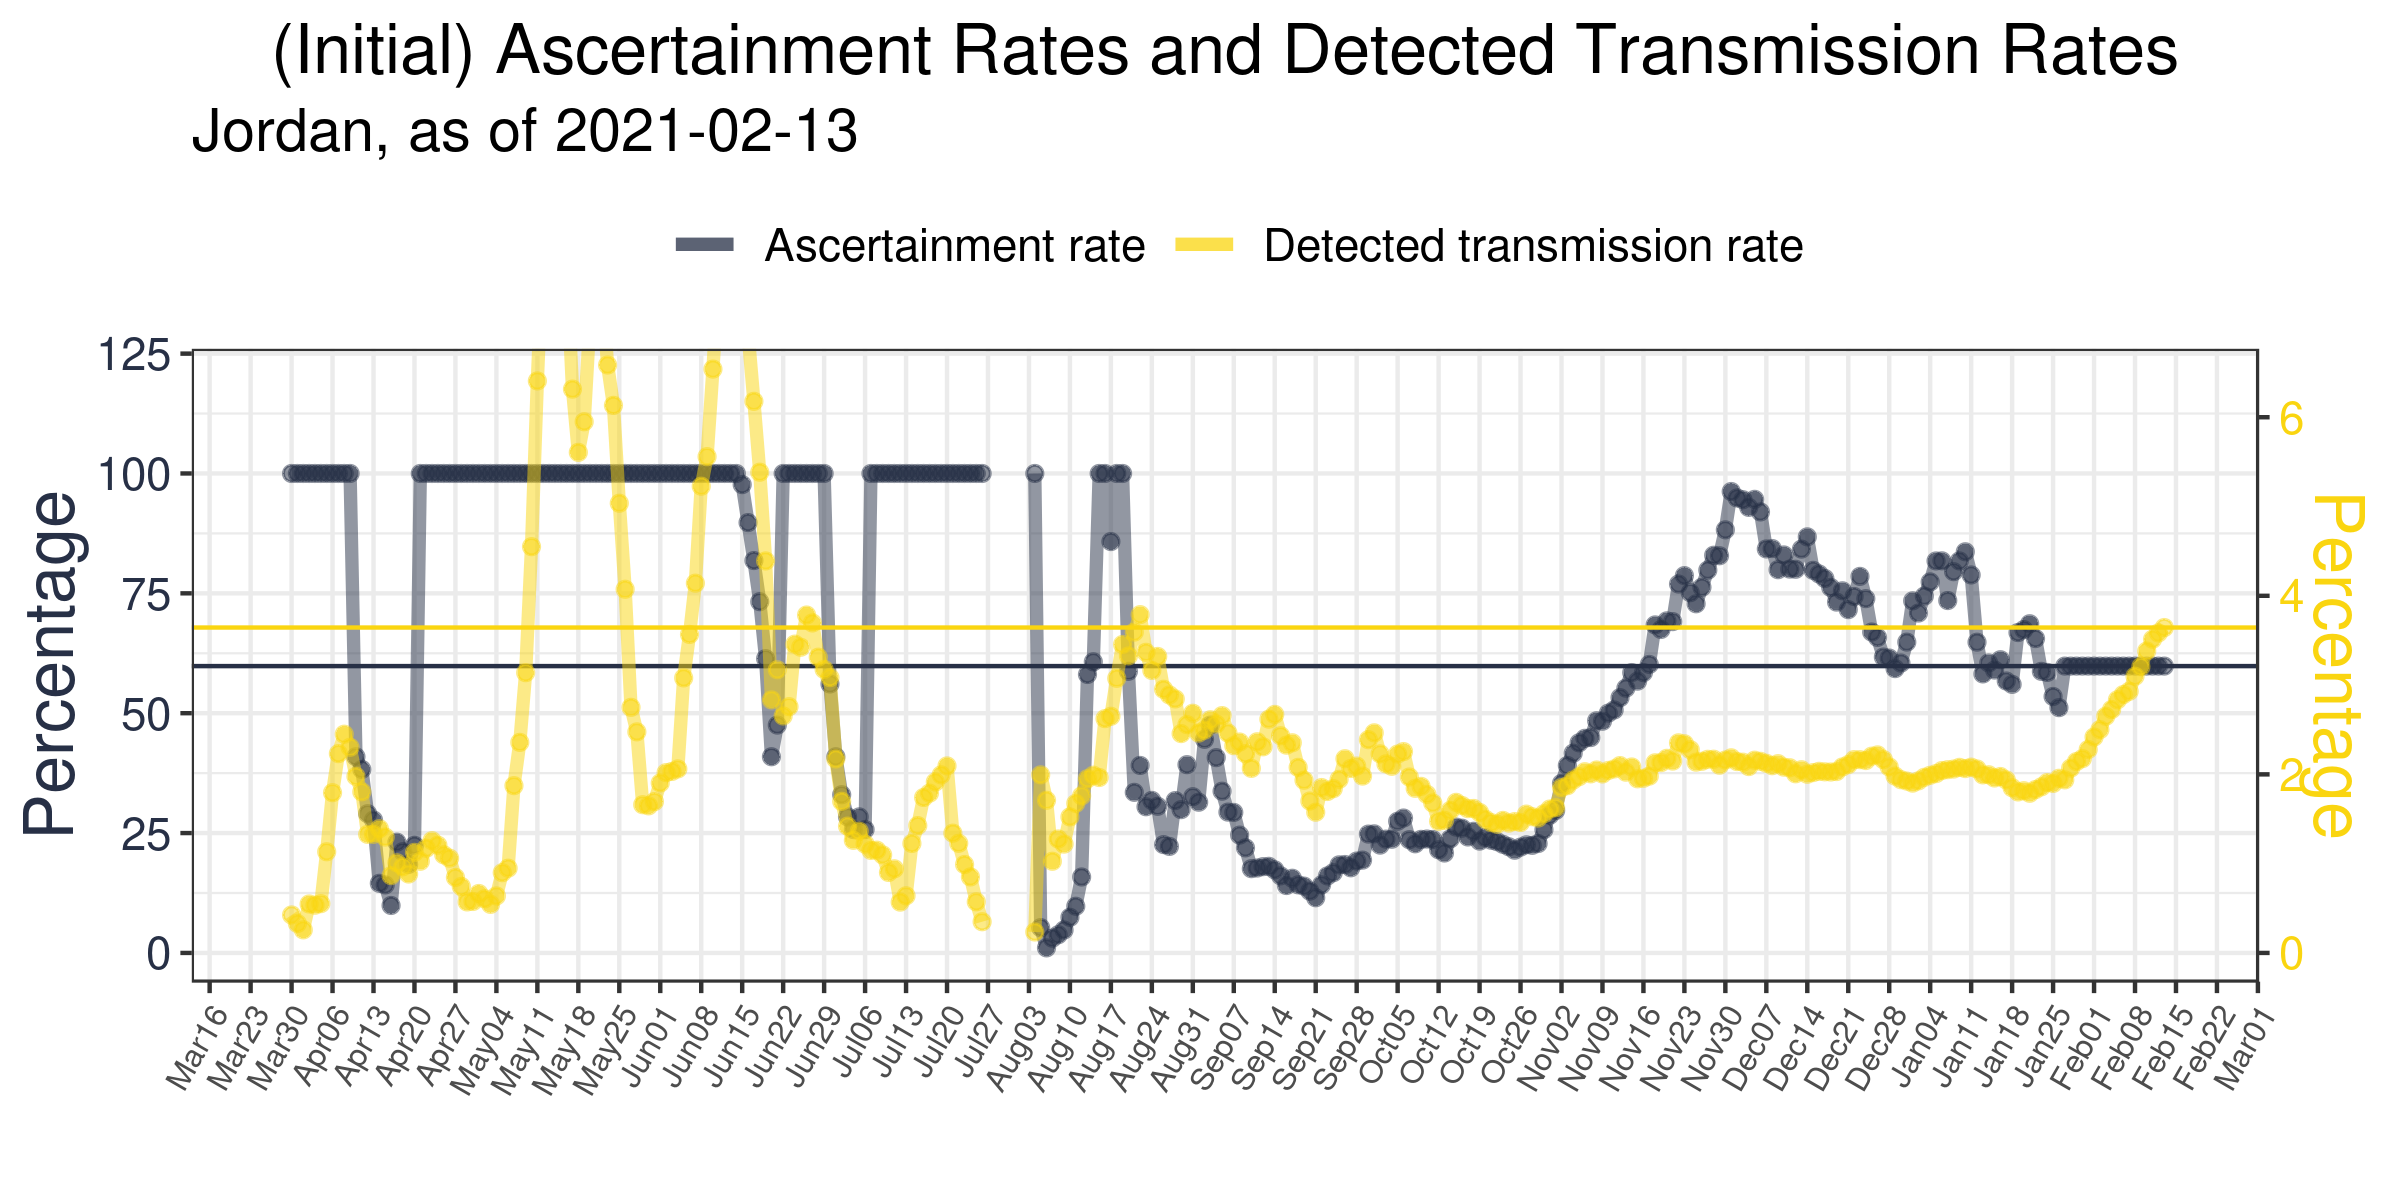 (Initial) Ascertainment Rates and Detected Transmission Rates
Jordan, as of 2021-02-13
Ascertainment rate
Detected transmission rate
Percentage
125
100
75
50
25
0
6
4
2
0
Percentage
Mar16
Mar23
Mar30
Apr06
Apr13
Apr20
Apr27
May04
May11
May18
May25
Jun01
Jun08
Jun15
Jun22
Jun29
Jul06
Jul13
Jul20
Jul27
Aug03
Aug10
Aug17
Aug24
Aug31
Sep07
Sep14
Sep21
Sep28
Oct05
Oct12
Oct19
Oct26
Nov02
Nov09
Nov16
Nov23
Nov30
Dec07
Dec14
Dec21
Dec28
Jan04
Jan11
Jan18
Jan25
Feb01
Feb08
Feb15
Feb22
Mar01